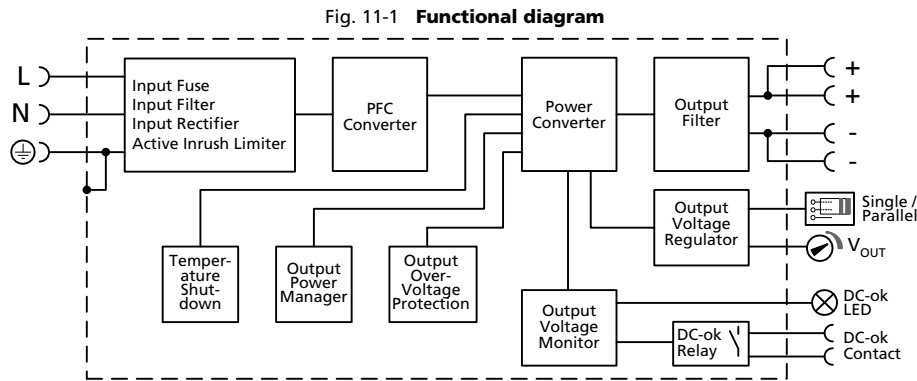 Fig. 11-1 Functional diagram
L
N
Input Fuse
Input Filter
Input Rectifier
Active Inrush Limiter
PFC
Converter
Power
Converter
Output
Filter
+
+
-
-
Output
Voltage
Regulator
Single /
Parallel
VOUT
Temper-
ature
Shut-
down
Output
Power
Manager
Output
Over-
Voltage
Protection
Output
Voltage
Monitor
DC-ok
Relay
DC-ok
LED
DC-ok
Contact